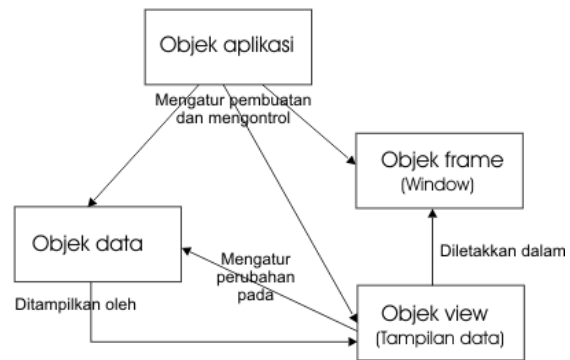 Objek aplikasi
Mengatur pembuatan
dan mengontrol
Objek frame
(Window)
Objek data
Mengatur
perubahan
pada
Diletakkan dalam
Ditampilkan oleh
Objek view
(Tampilan data)